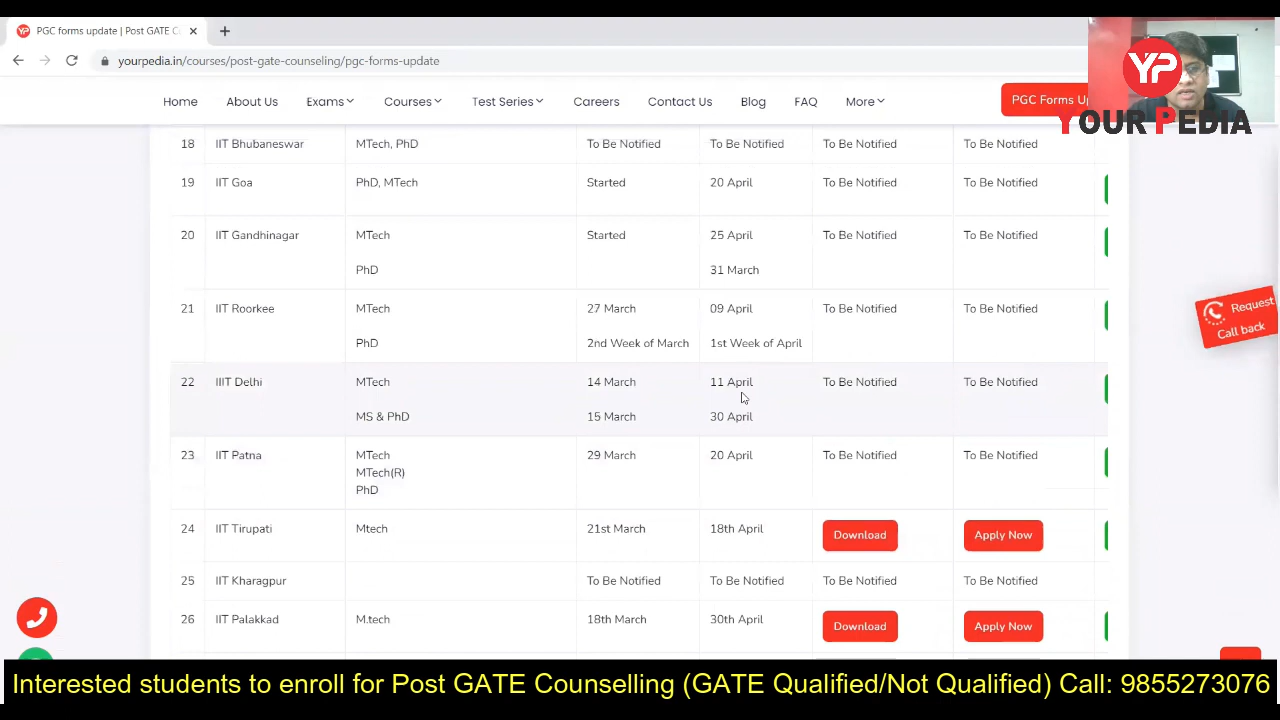 PGC forms update | Post GATE C
yourpedia.in/courses/post-gate-counseling/pgc-forms-update
YP
YOUR PEDIA
Home About Us Exams Courses Test Series Careers Contact Us Blog FAQ More PGC Forms Up
18 IIT Bhubaneswar MTech, PhD To Be Notified To Be Notified To Be Notified To Be Notified
19 IIT Goa PhD, MTech Started 20 April To Be Notified To Be Notified
20 IIT Gandhinagar MTech Started 25 April To Be Notified To Be Notified
PhD 31 March
21 IIT Roorkee MTech 27 March 09 April To Be Notified To Be Notified
PhD 2nd Week of March 1st Week of April
Request
Call back
22 IIIT Delhi MTech 14 March 11 April To Be Notified To Be Notified
MS & PhD 15 March 30 April
23 IIT Patna MTech 29 March 20 April To Be Notified To Be Notified
MTech(R)
PhD
24 IIT Tirupati Mtech 21st March 18th April Download Apply Now
25 IIT Kharagpur To Be Notified To Be Notified To Be Notified To Be Notified
26 IIT Palakkad M.tech 18th March 30th April Download Apply Now
Interested students to enroll for Post GATE Counselling (GATE Qualified/Not Qualified) Call: 9855273076